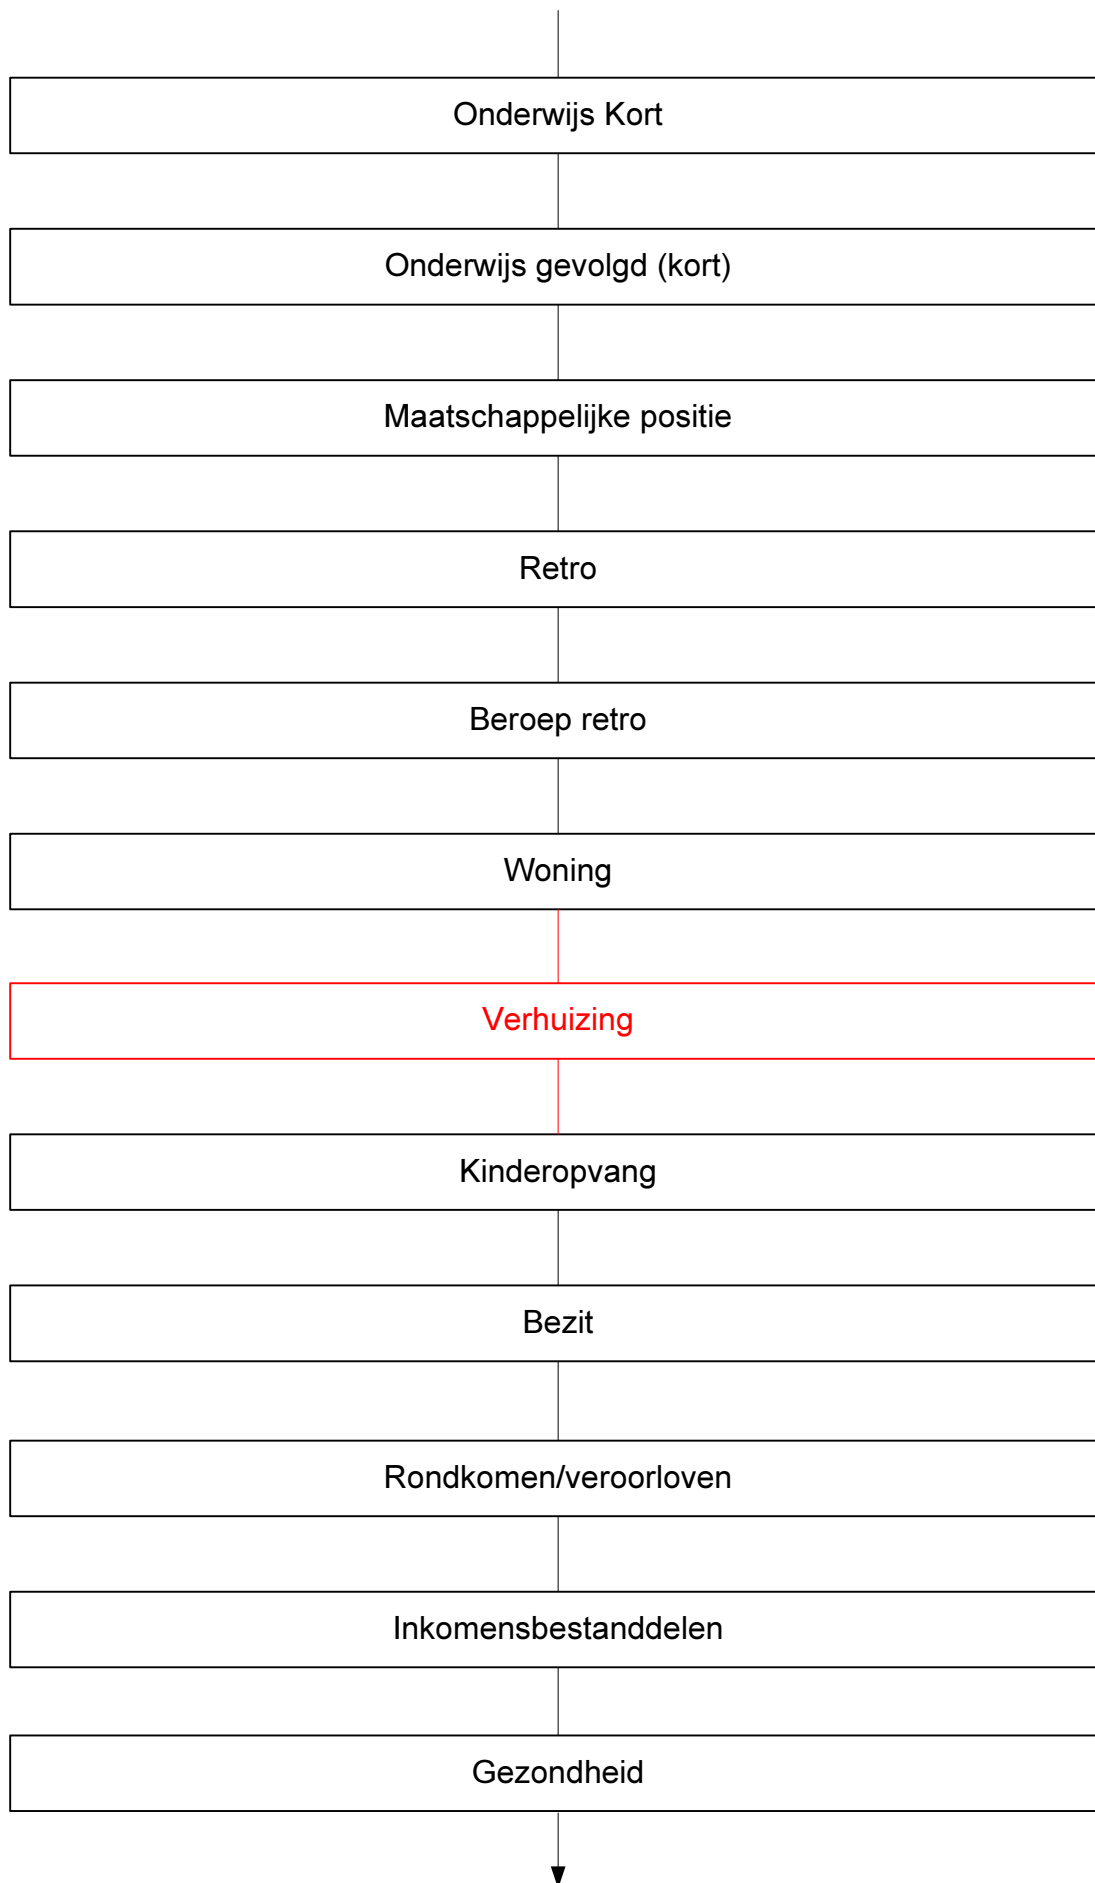 Onderwijs Kort
Onderwijs gevolgd (kort)
Maatschappelijke positie
Retro
Beroep retro
Woning
Verhuizing
Kinderopvang
Bezit
Rondkomen/veroorloven
Inkomensbestanddelen
Gezondheid